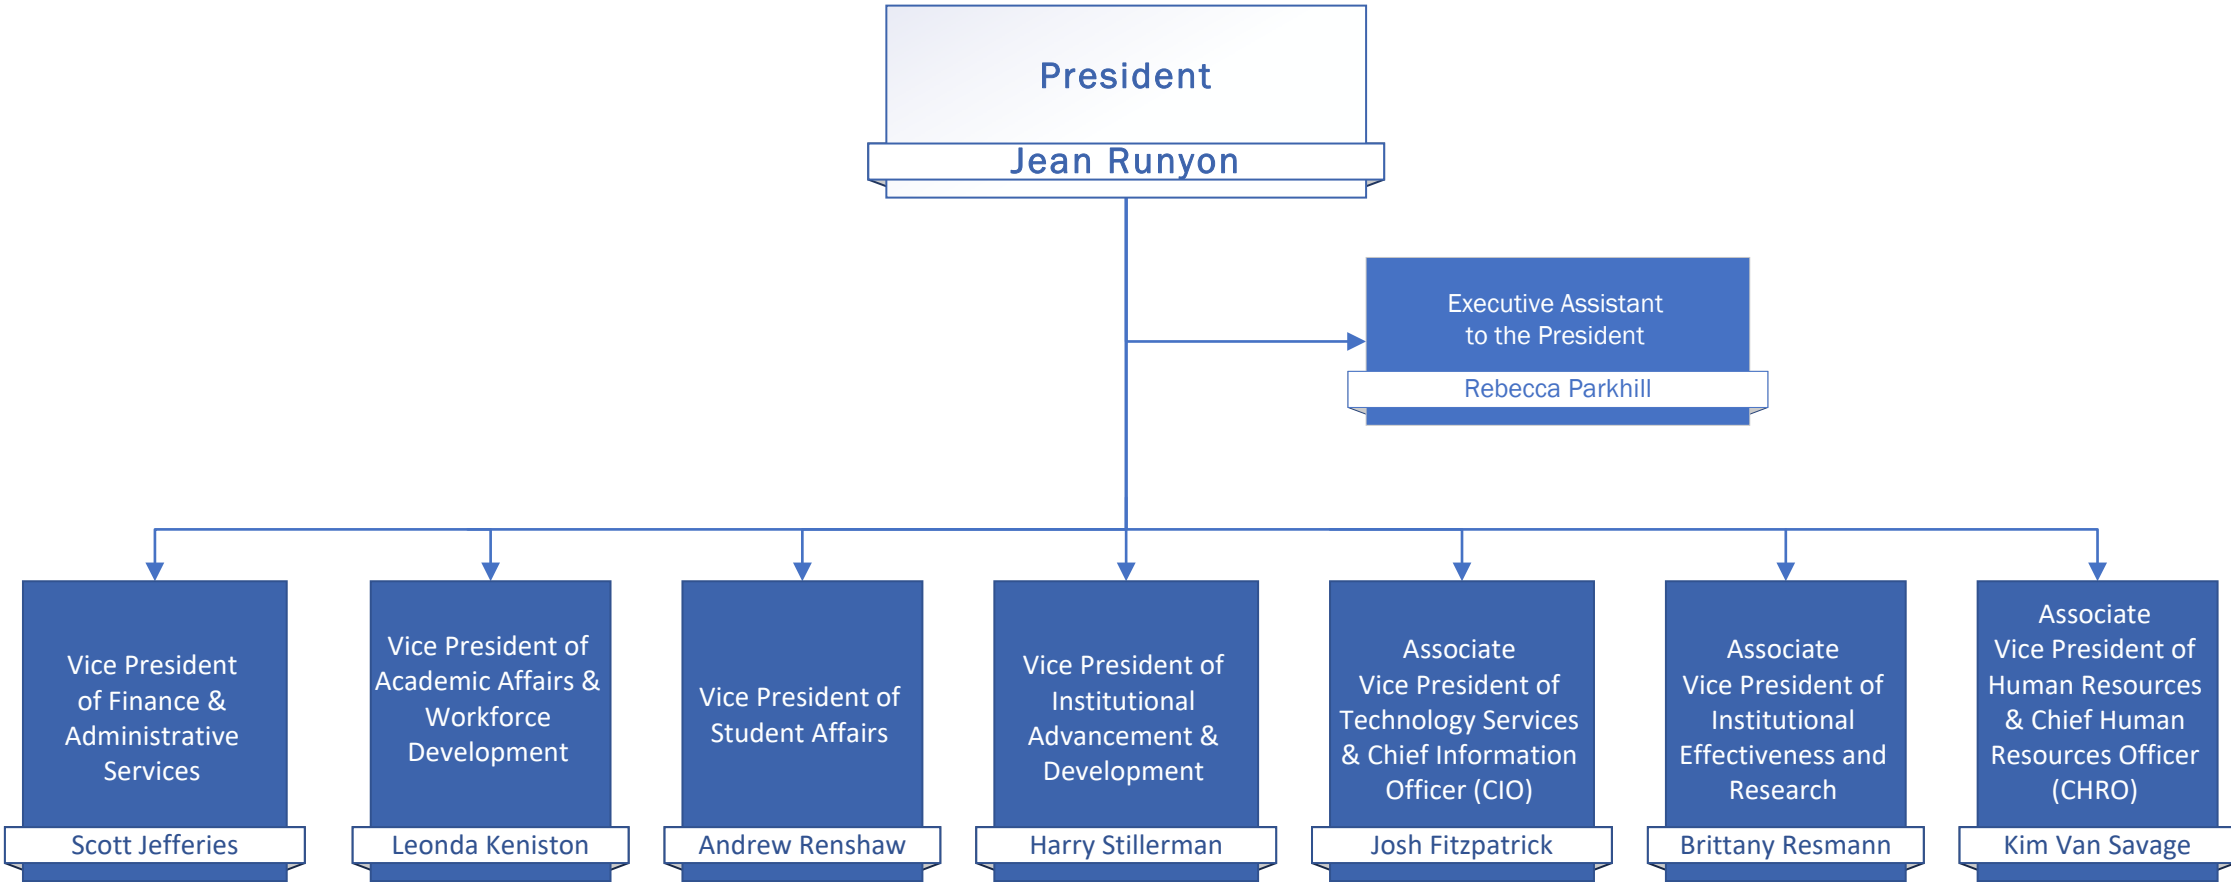 President
Jean Runyon
Executive Assistant
to the President
Rebecca Parkhill
Vice President
of Finance &
Administrative
Services
Scott Jefferies
Vice President of
Academic Affairs &
Workforce
Development
Leonda Keniston
Vice President of
Student Affairs
Andrew Renshaw
Vice President of
Institutional
Advancement &
Development
Harry Stillerman
Associate
Vice President of
Technology Services
& Chief Information
Officer (CIO)
Josh Fitzpatrick
Associate
Vice President of
Institutional
Effectiveness and
Research
Brittany Resmann
Associate
Vice President of
Human Resources
& Chief Human
Resources Officer
(CHRO)
Kim Van Savage